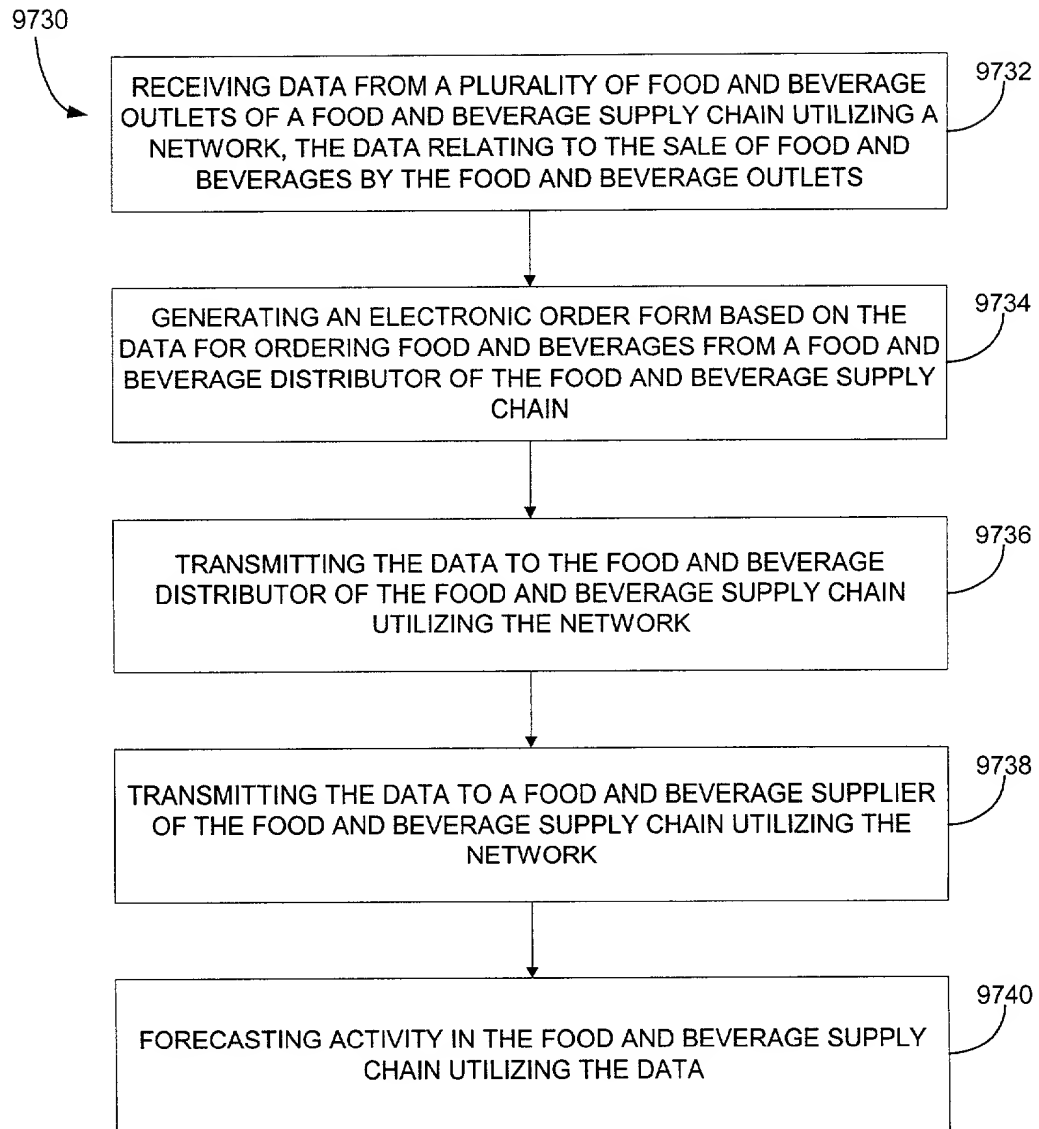 9730
RECEIVING DATA FROM A PLURALITY OF FOOD AND BEVERAGE
OUTLETS OF A FOOD AND BEVERAGE SUPPLY CHAIN UTILIZING A
NETWORK, THE DATA RELATING TO THE SALE OF FOOD AND
BEVERAGES BY THE FOOD AND BEVERAGE OUTLETS
9732
GENERATING AN ELECTRONIC ORDER FORM BASED ON THE
DATA FOR ORDERING FOOD AND BEVERAGES FROM A FOOD AND
BEVERAGE DISTRIBUTOR OF THE FOOD AND BEVERAGE SUPPLY
CHAIN
9734
TRANSMITTING THE DATA TO THE FOOD AND BEVERAGE
DISTRIBUTOR OF THE FOOD AND BEVERAGE SUPPLY CHAIN
UTILIZING THE NETWORK
9736
TRANSMITTING THE DATA TO A FOOD AND BEVERAGE SUPPLIER
OF THE FOOD AND BEVERAGE SUPPLY CHAIN UTILIZING THE
NETWORK
9738
FORECASTING ACTIVITY IN THE FOOD AND BEVERAGE SUPPLY
CHAIN UTILIZING THE DATA
9740